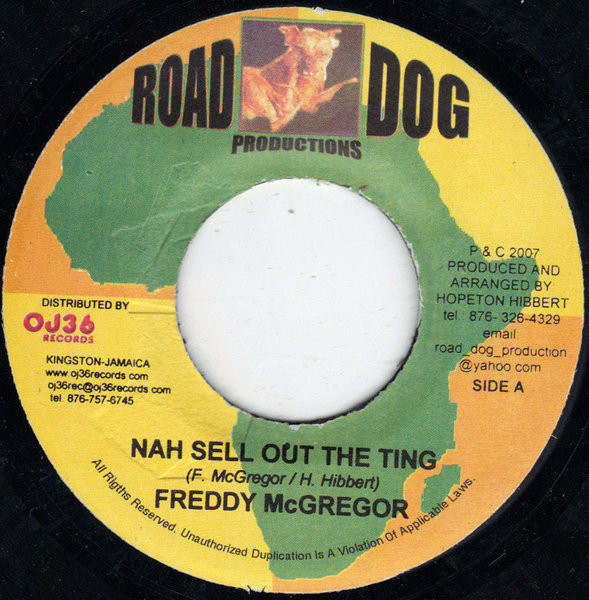 ROAD DOG
PRODUCTIONS
P & C 2007
PRODUCED AND
ARRANGED BY
HOPETON HIBBERT
tel. 876- 326-4329
email
road_dog_production
@yahoo com
SIDE A
DISTRIBUTED BY
OJ36
RECORDS
KINGSTON-JAMAICA
www oj36records com
oj36rec@oj36records.com
tel. 876-757-6745
NAH SELL OUT THE TING
(F. McGregor / H. Hibbert)
FREDDY McGREGOR
All Rigths Reserved. Unauthorized Duplication Is A Violation Of Applicable Laws.